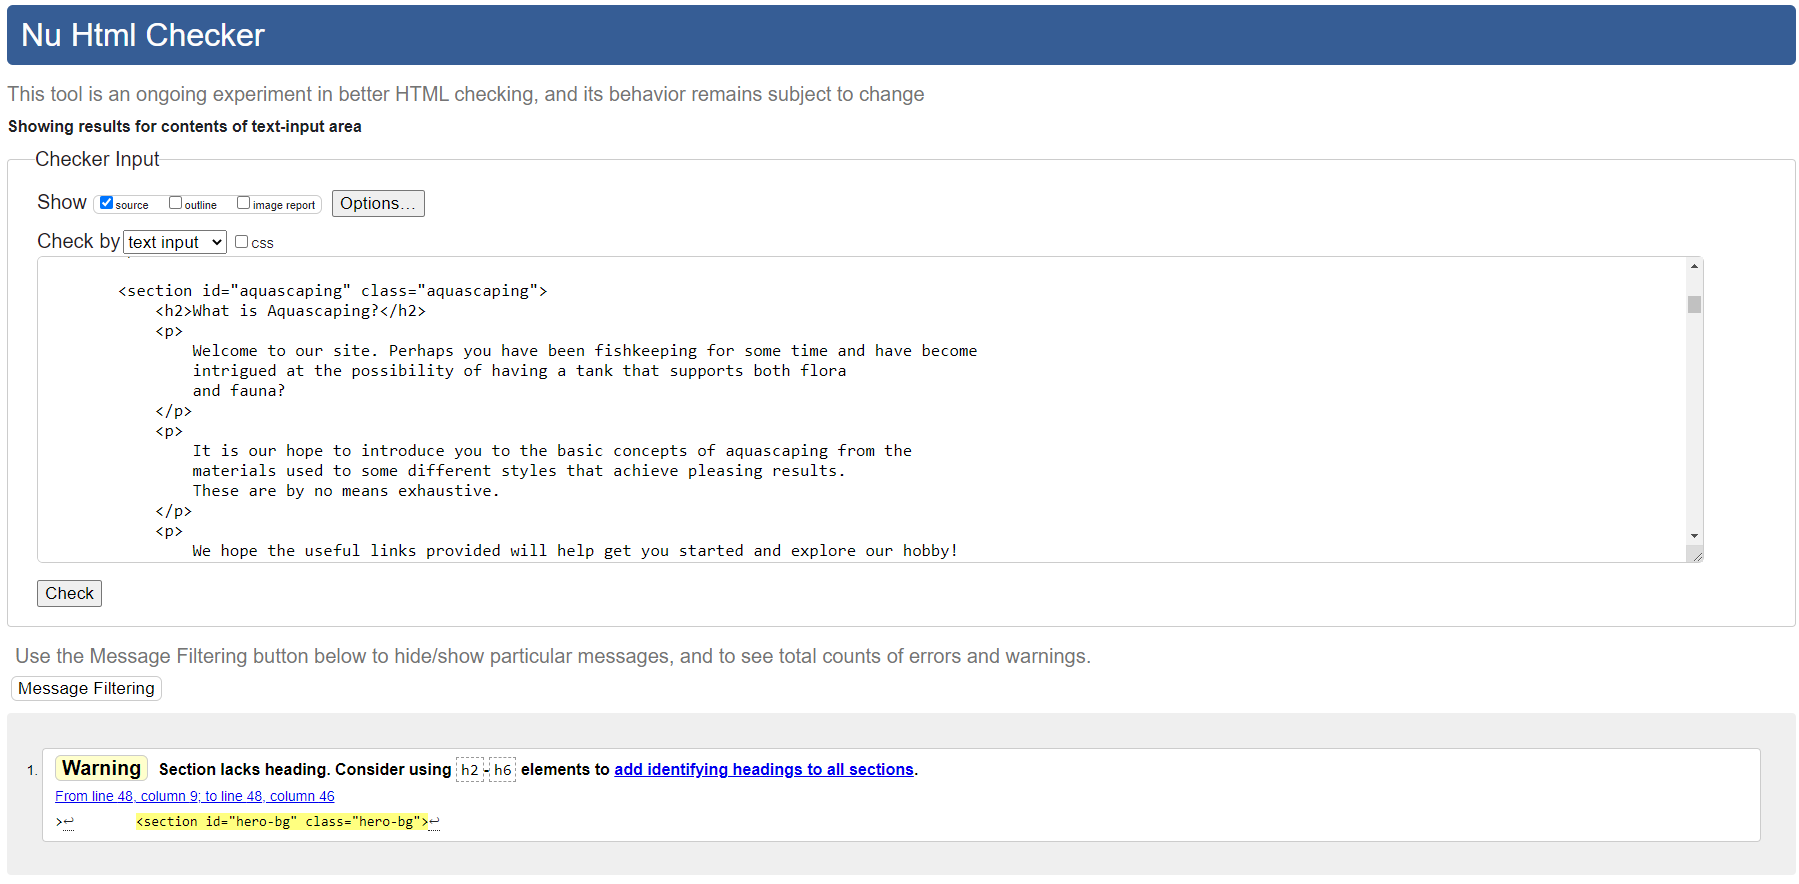 Nu Html Checker
This tool is an ongoing experiment in better HTML checking, and its behavior remains subject to change
Showing results for contents of text-input area
Checker Input
Show source outline image report Options...
Check by text input css
<section id="aquascaping" class="aquascaping">
<h2>What is Aquascaping?</h2>
<p>
Welcome to our site. Perhaps you have been fishkeeping for some time and have become
intrigued at the possibility of having a tank that supports both flora
and fauna?
</p>
<p>
It is our hope to introduce you to the basic concepts of aquascaping from the
materials used to some different styles that achieve pleasing results.
These are by no means exhaustive.
</p>
<p>
We hope the useful links provided will help get you started and explore our hobby!
Check
Use the Message Filtering button below to hide/show particular messages, and to see total counts of errors and warnings.
Message Filtering
1. Warning Section lacks heading. Consider using h2-h6 elements to add identifying headings to all sections.
From line 48, column 9; to line 48, column 46
>↩ <section id="hero-bg" class="hero-bg">↩